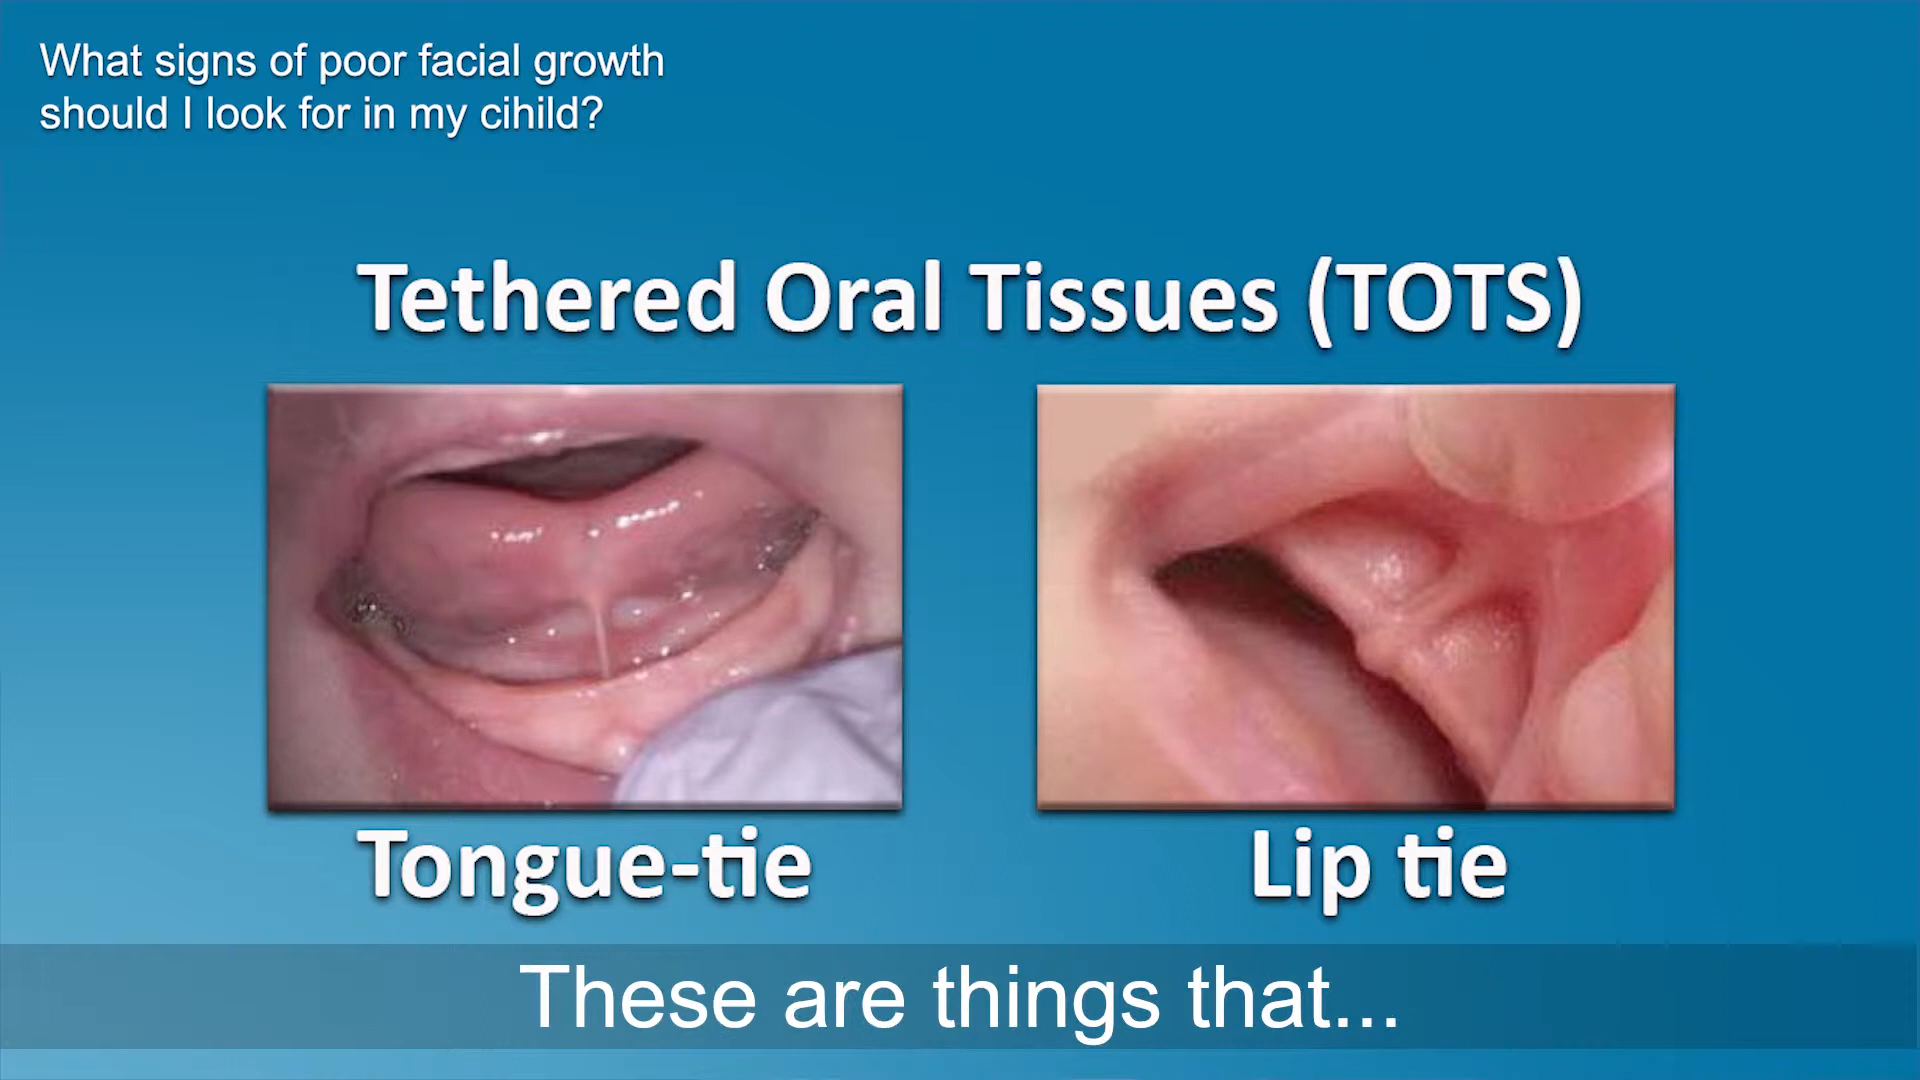 What signs of poor facial growth
should I look for in my cihild?
Tethered Oral Tissues (TOTS)
Tongue-tie
Lip tie
These are things that...